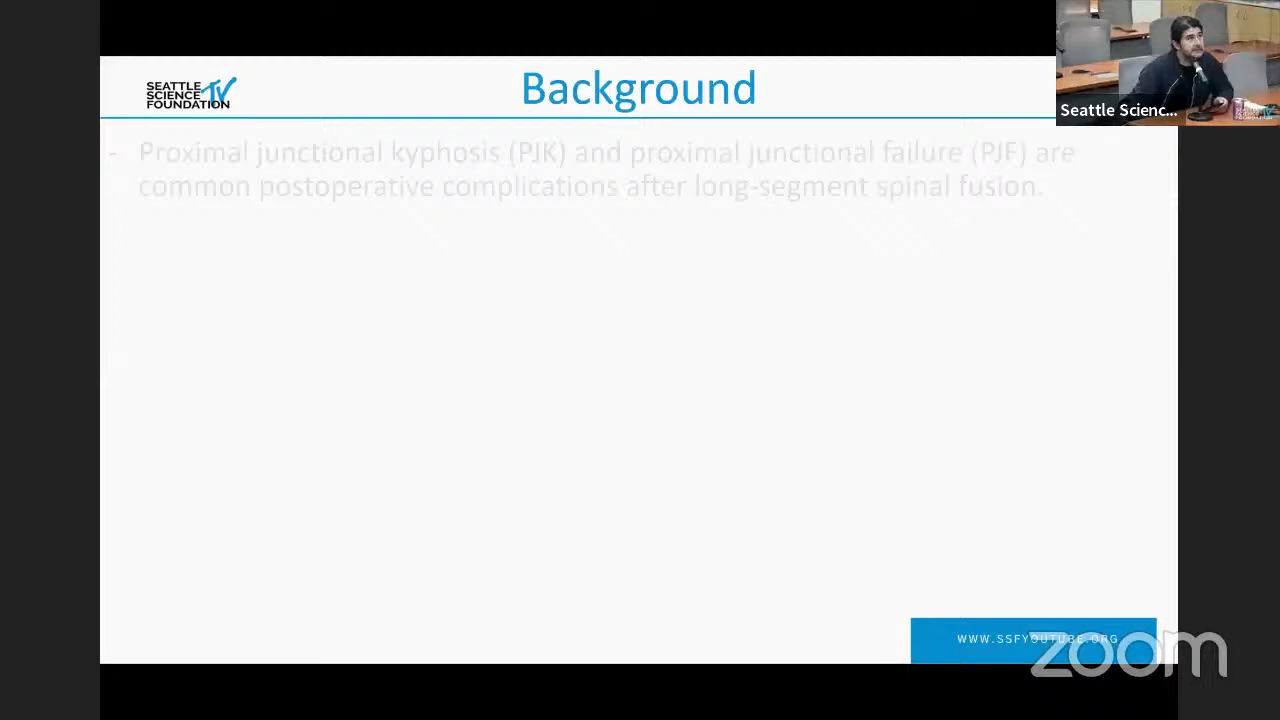 SEATTLE
SCIENCE
FOUNDATION
TV
Background
Seattle Scienc...
- Proximal junctional kyphosis (PJK) and proximal junctional failure (PJF) are
common postoperative complications after long-segment spinal fusion.
WWW.SSFYOUTUBE.ORG
zoom